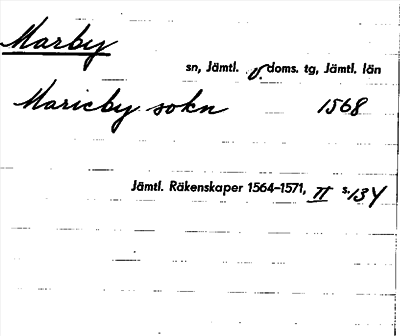 Marby
sn, Jämtl. v. doms. tg, Jämtl. län
Maricby sokn 1568
Jämtl. Räkenskaper 1564-1571, II s. 134